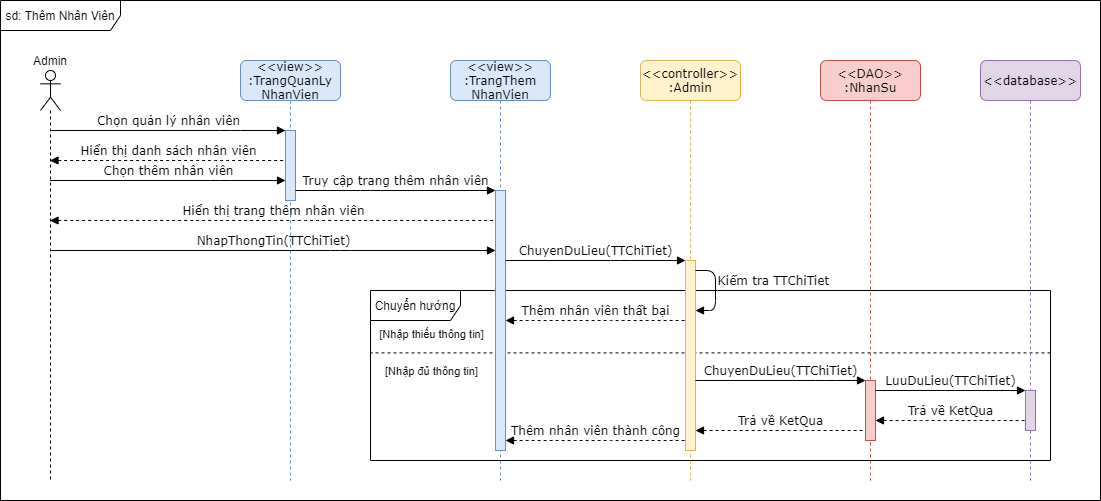 sd: Thêm Nhân Viên
Admin
<<view>>
:TrangQuanLy
NhanVien
<<view>>
:TrangThem
NhanVien
<<controller>>
:Admin
<<DAO>>
:NhanSu
<<database>>
Chọn quản lý nhân viên
Hiển thị danh sách nhân viên
Chọn thêm nhân viên
Truy cập trang thêm nhân viên
Hiển thị trang thêm nhân viên
NhapThongTin(TTChiTiet)
ChuyenDuLieu(TTChiTiet)
Kiểm tra TTChiTiet
Chuyển hướng
Thêm nhân viên thất bại
[Nhập thiếu thông tin]
[Nhập đủ thông tin]
ChuyenDuLieu(TTChiTiet)
LuuDuLieu(TTChiTiet)
Trả về KetQua
Trả về KetQua
Thêm nhân viên thành công